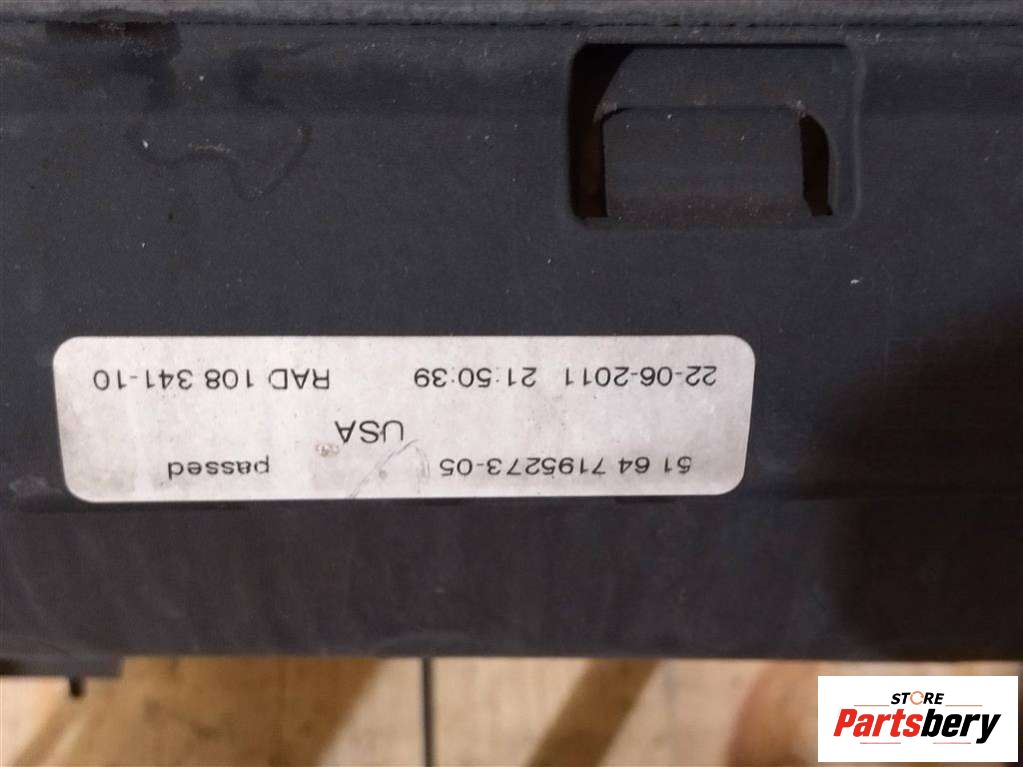 51 64 7195273-05 passed
USA
22-06-2011 21:50:39 RAD 108 341-10
STORE
Partsbery